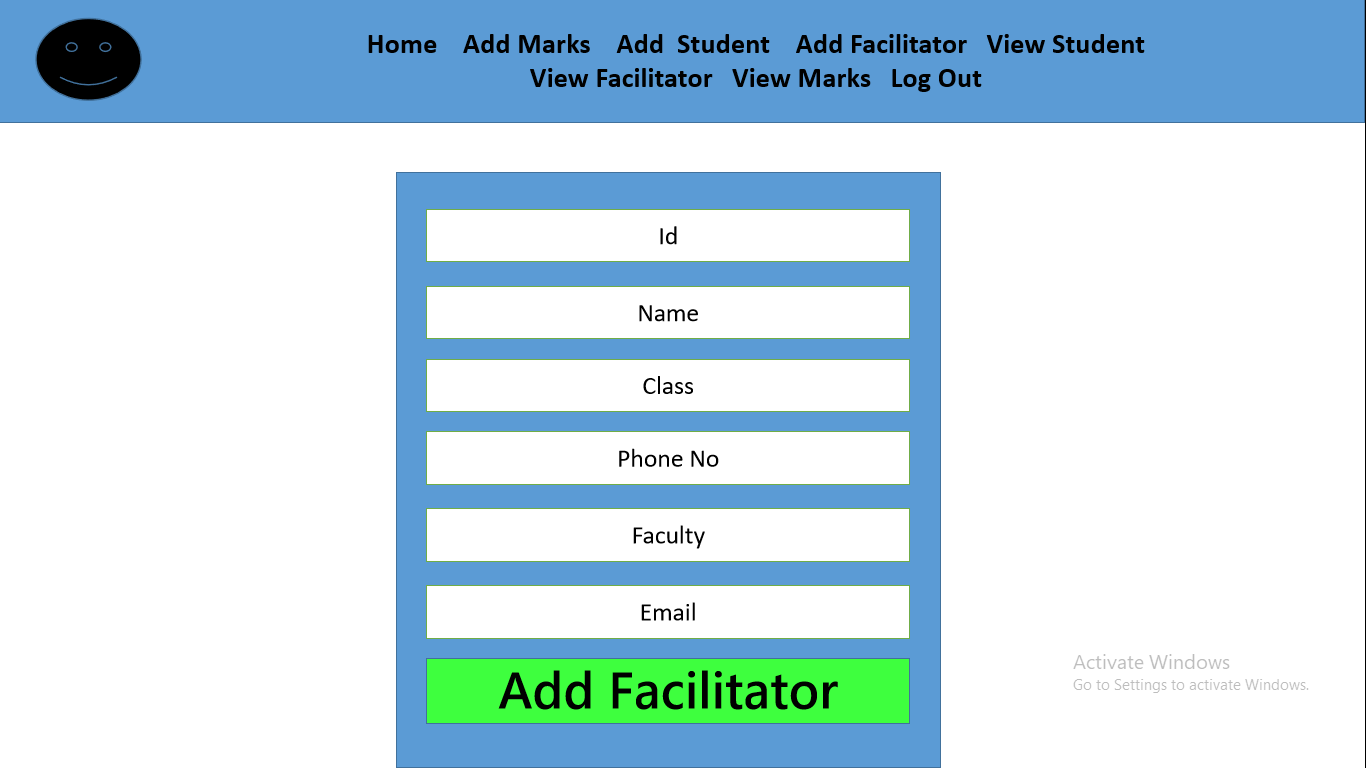 Home Add Marks Add Student Add Facilitator View Student
View Facilitator View Marks Log Out
Id
Name
Class
Phone No
Faculty
Email
Add Facilitator
Activate Windows
Go to Settings to activate Windows.